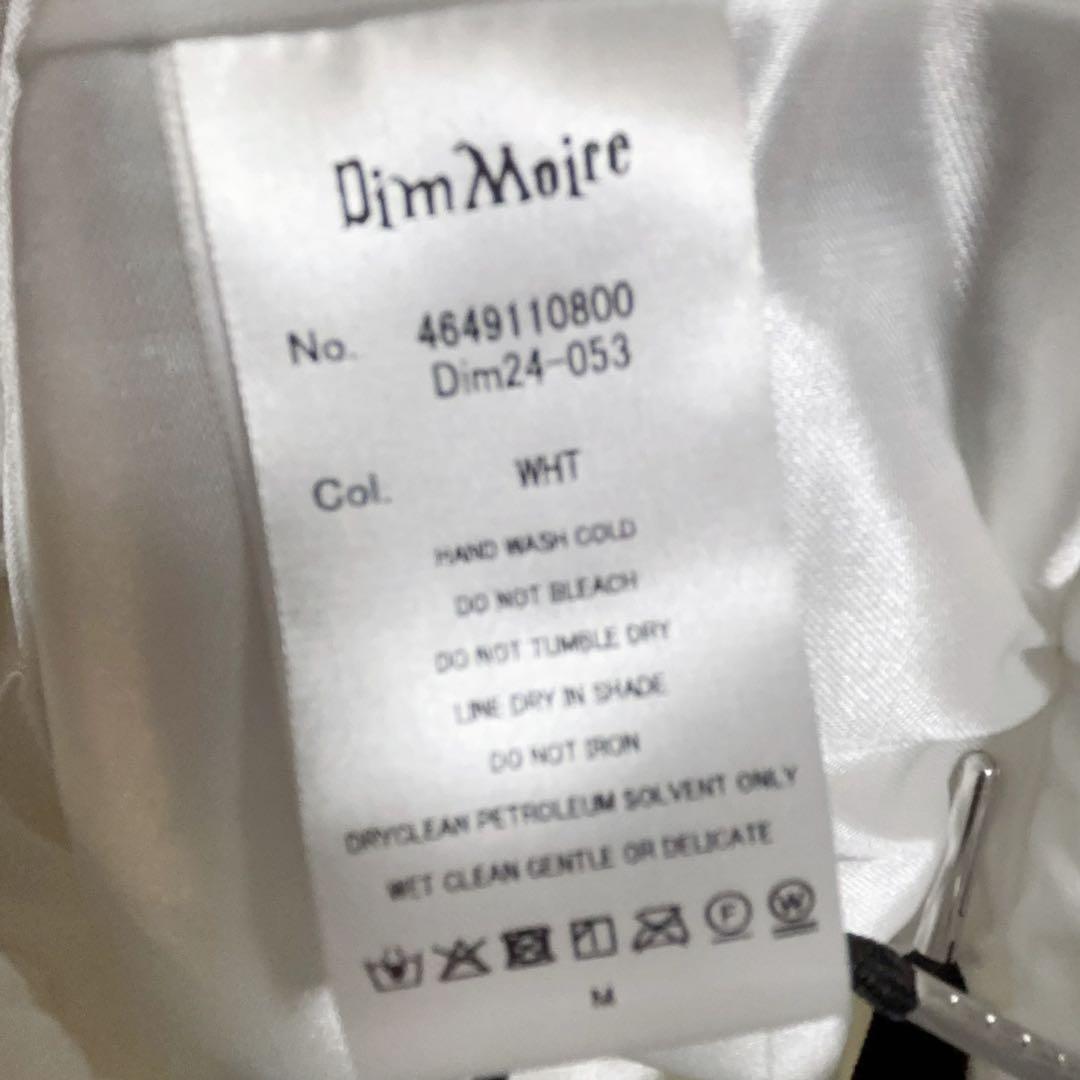 Dim Moire
No. 4649110800
Dim24-053
Col. WHT
HAND WASH COLD
DO NOT BLEACH
DO NOT TUMBLE DRY
LINE DRY IN SHADE
DO NOT IRON
DRYCLEAN PETROLEUM SOLVENT ONLY
WET CLEAN GENTLE OR DELICATE
F W
M